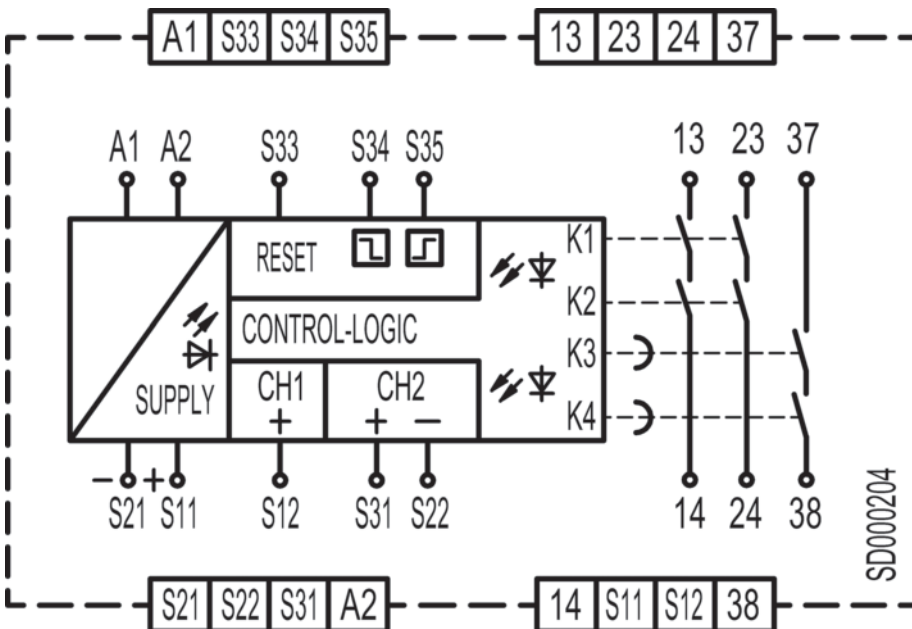 A1 S33 S34 S35 13 23 24 37
A1 A2 S33 S34 S35 13 23 37
RESET K1
K2
CONTROL-LOGIC
K3
SUPPLY CH1 CH2
+ + − K4
− + 
S21 S11 S12 S31 S22 14 24 38
SD000204
S21 S22 S31 A2 14 S11 S12 38